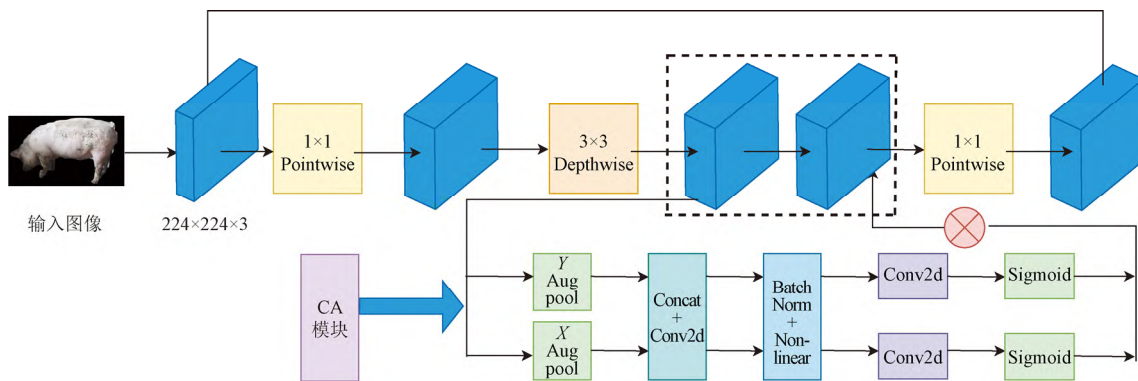 1×1
Pointwise
3×3
Depthwise
1×1
Pointwise
输入图像
224×224×3
CA
模块
Y
Aug
pool
X
Aug
pool
Concat
+
Conv2d
Batch
Norm
+
Non-
linear
Conv2d
Sigmoid
Conv2d
Sigmoid